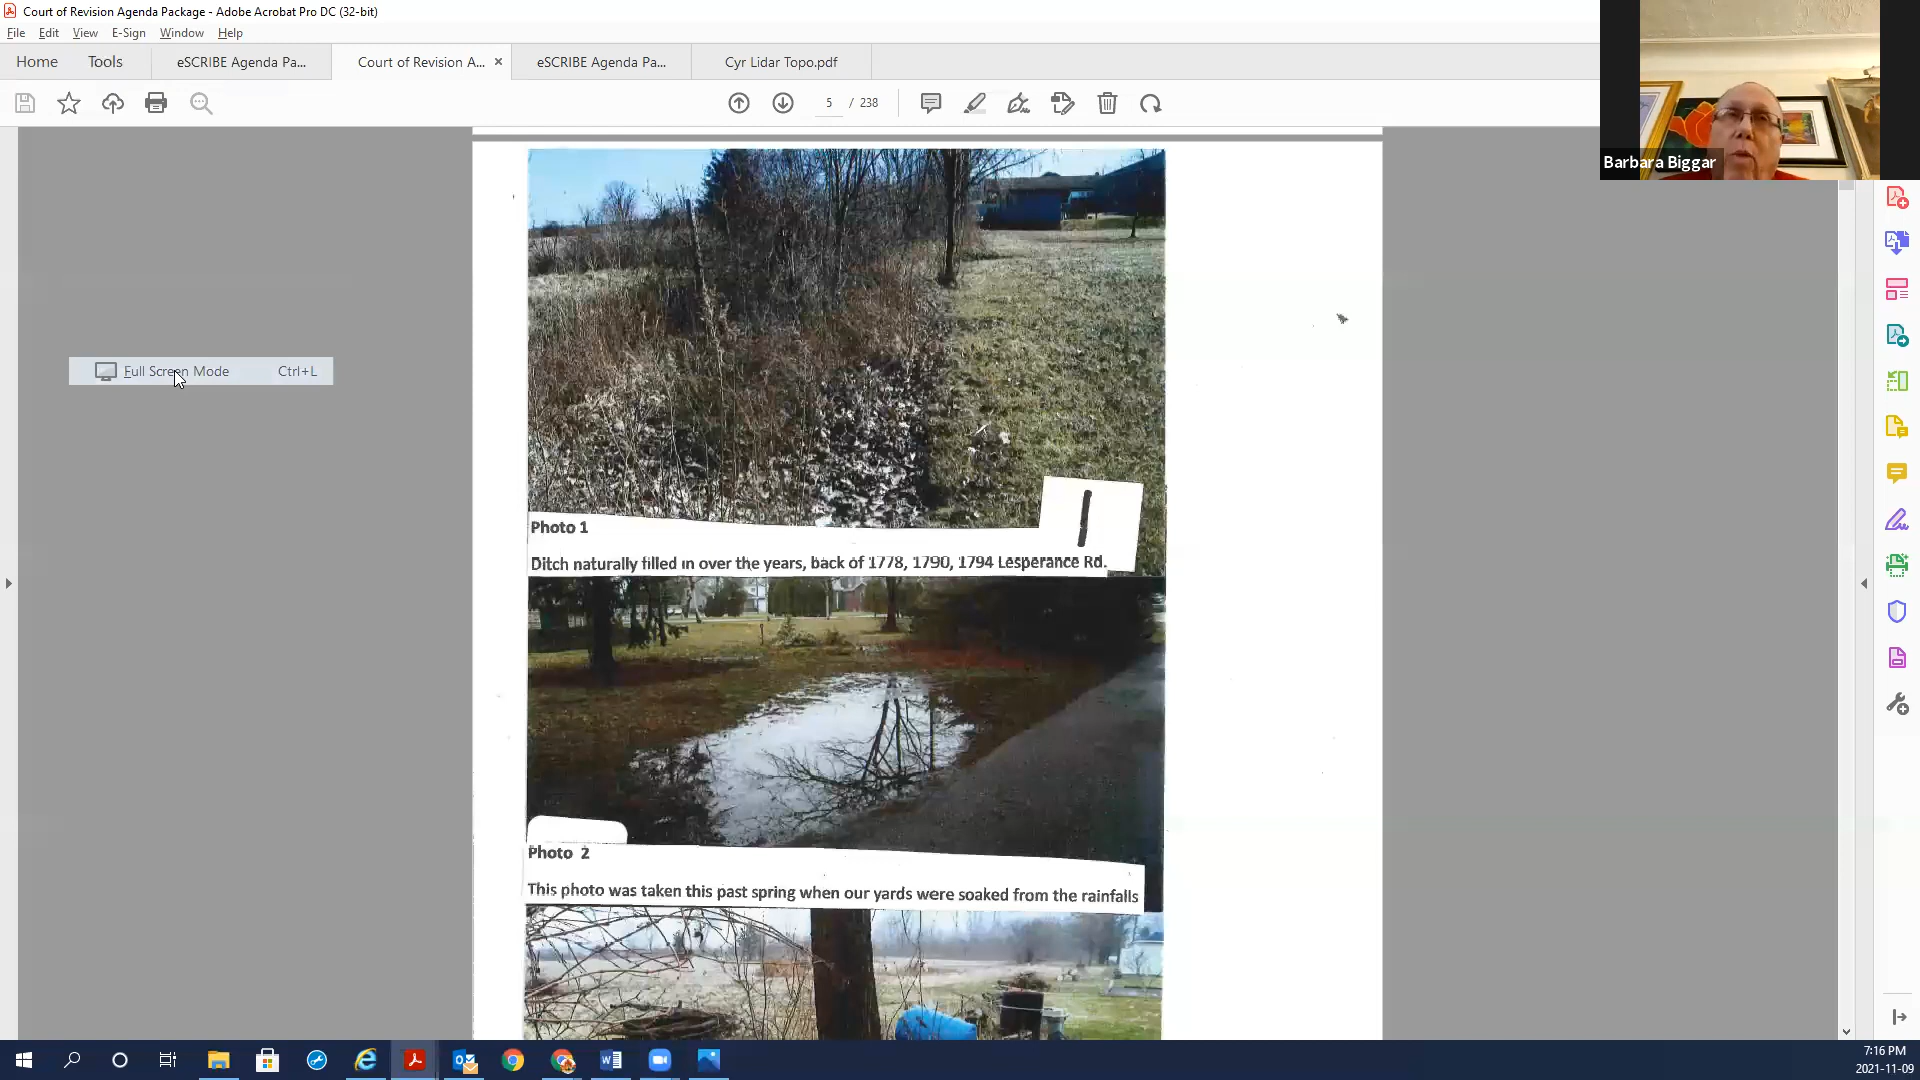 Court of Revision Agenda Package - Adobe Acrobat Pro DC (32-bit)
File Edit View E-Sign Window Help
Home Tools eSCRIBE Agenda Pa... Court of Revision A... × eSCRIBE Agenda Pa... Cyr Lidar Topo.pdf
5 / 238
Barbara Biggar
Full Screen Mode Ctrl+L
1
Photo 1
Ditch naturally filled in over the years, back of 1778, 1790, 1794 Lesperance Rd.
Photo 2
This photo was taken this past spring when our yards were soaked from the rainfalls
7:16 PM
2021-11-09